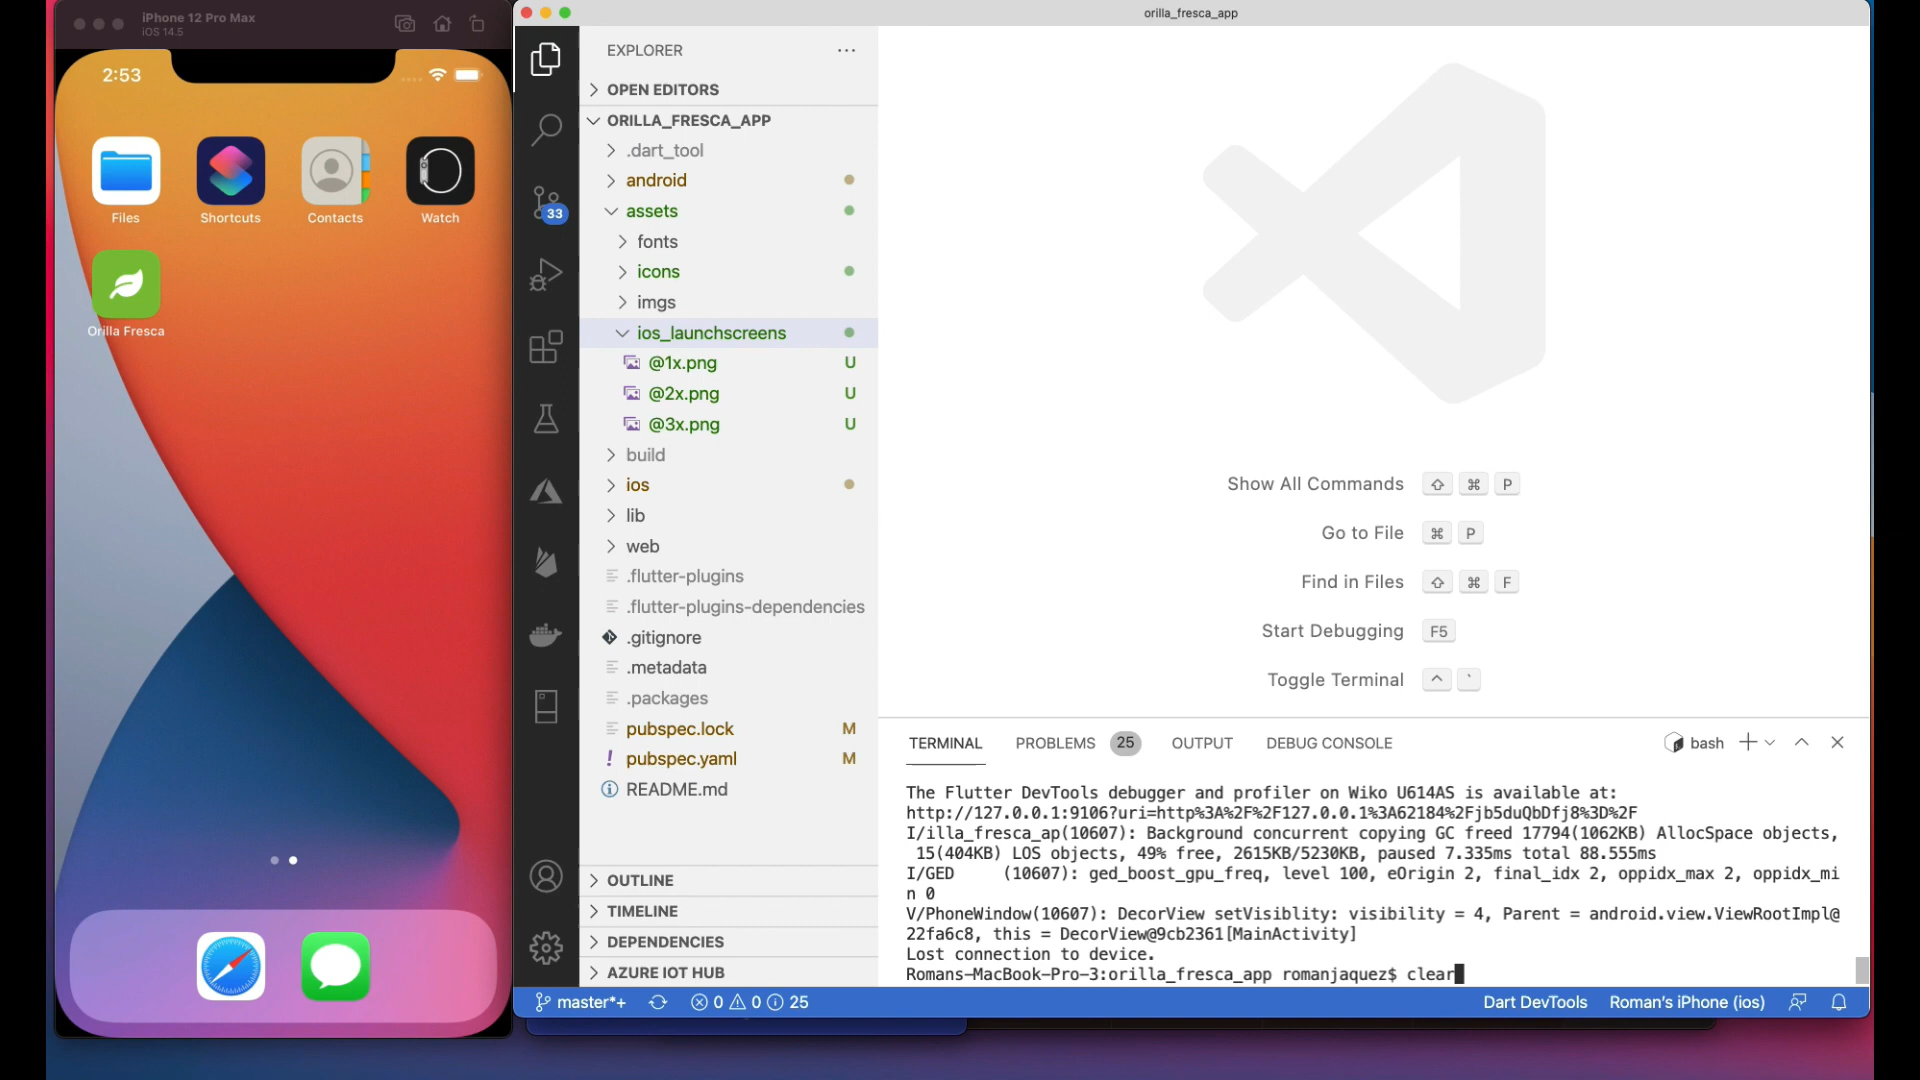 iPhone 12 Pro Max
iOS 14.5
2:53
Files
Shortcuts
Contacts
Watch
Orilla Fresca
orilla_fresca_app
33
EXPLORER
OPEN EDITORS
ORILLA_FRESCA_APP
.dart_tool
android
assets
fonts
icons
imgs
ios_launchscreens
@1x.png U
@2x.png U
@3x.png U
build
ios
lib
web
.flutter-plugins
.flutter-plugins-dependencies
.gitignore
.metadata
.packages
pubspec.lock M
! pubspec.yaml M
README.md
OUTLINE
TIMELINE
DEPENDENCIES
AZURE IOT HUB
Show All Commands ⇧ ⌘ P
Go to File ⌘ P
Find in Files ⇧ ⌘ F
Start Debugging F5
Toggle Terminal ^ `
TERMINAL PROBLEMS 25 OUTPUT DEBUG CONSOLE bash
The Flutter DevTools debugger and profiler on Wiko U614AS is available at:
http://127.0.0.1:9106?uri=http%3A%2F%2F127.0.0.1%3A62184%2Fjb5duQbDfj8%3D%2F
I/illa_fresca_ap(10607): Background concurrent copying GC freed 17794(1062KB) AllocSpace objects,
15(404KB) LOS objects, 49% free, 2615KB/5230KB, paused 7.335ms total 88.555ms
I/GED (10607): ged_boost_gpu_freq, level 100, eOrigin 2, final_idx 2, oppidx_max 2, oppidx_mi
n 0
V/PhoneWindow(10607): DecorView setVisiblity: visibility = 4, Parent = android.view.ViewRootImpl@
22fa6c8, this = DecorView@9cb2361[MainActivity]
Lost connection to device.
Romans-MacBook-Pro-3:orilla_fresca_app romanjaquez$ clear
master*+ 0 0 25 Dart DevTools Roman's iPhone (ios)